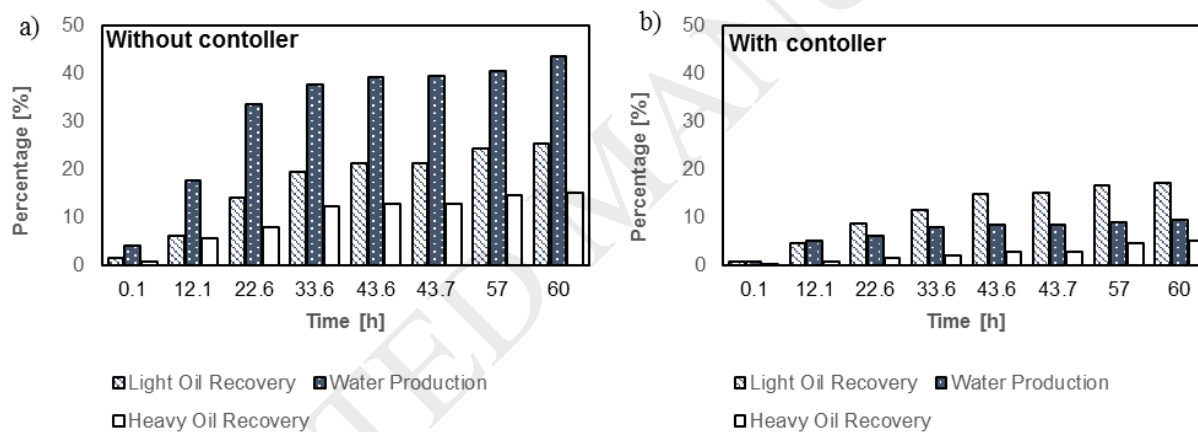 a)
Without contoller
Percentage [%]
50
40
30
20
10
0
0.1 12.1 22.6 33.6 43.6 43.7 57 60
Time [h]
Light Oil Recovery Water Production
Heavy Oil Recovery
b)
With contoller
Percentage [%]
50
40
30
20
10
0
0.1 12.1 22.6 33.6 43.6 43.7 57 60
Time [h]
Light Oil Recovery Water Production
Heavy Oil Recovery
TED MANU